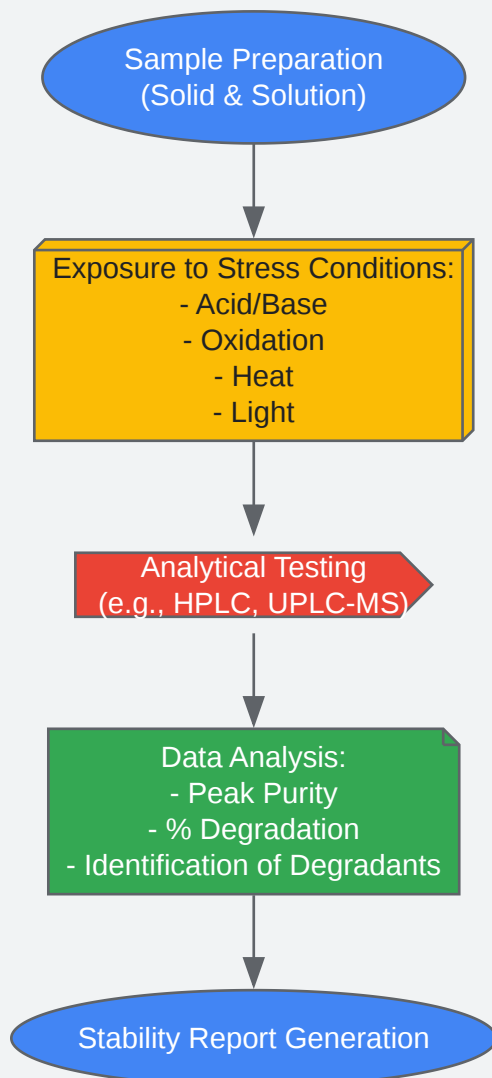 Sample Preparation
(Solid & Solution)
Exposure to Stress Conditions:
- Acid/Base
- Oxidation
- Heat
- Light
Analytical Testing
(e.g., HPLC, UPLC-MS)
Data Analysis:
- Peak Purity
- % Degradation
- Identification of Degradants
Stability Report Generation